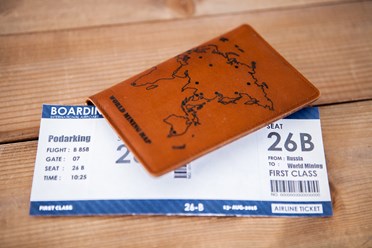 BOARDIN
WORLD MINING MAP
Podarking
FLIGHT : B 858
GATE : 07
SEAT : 26 B
TIME : 10:25
26
SEAT
26B
FROM : Russia
TO : World Mining
FIRST CLASS
FIRST CLASS
26-B
AIRLINE TICKET